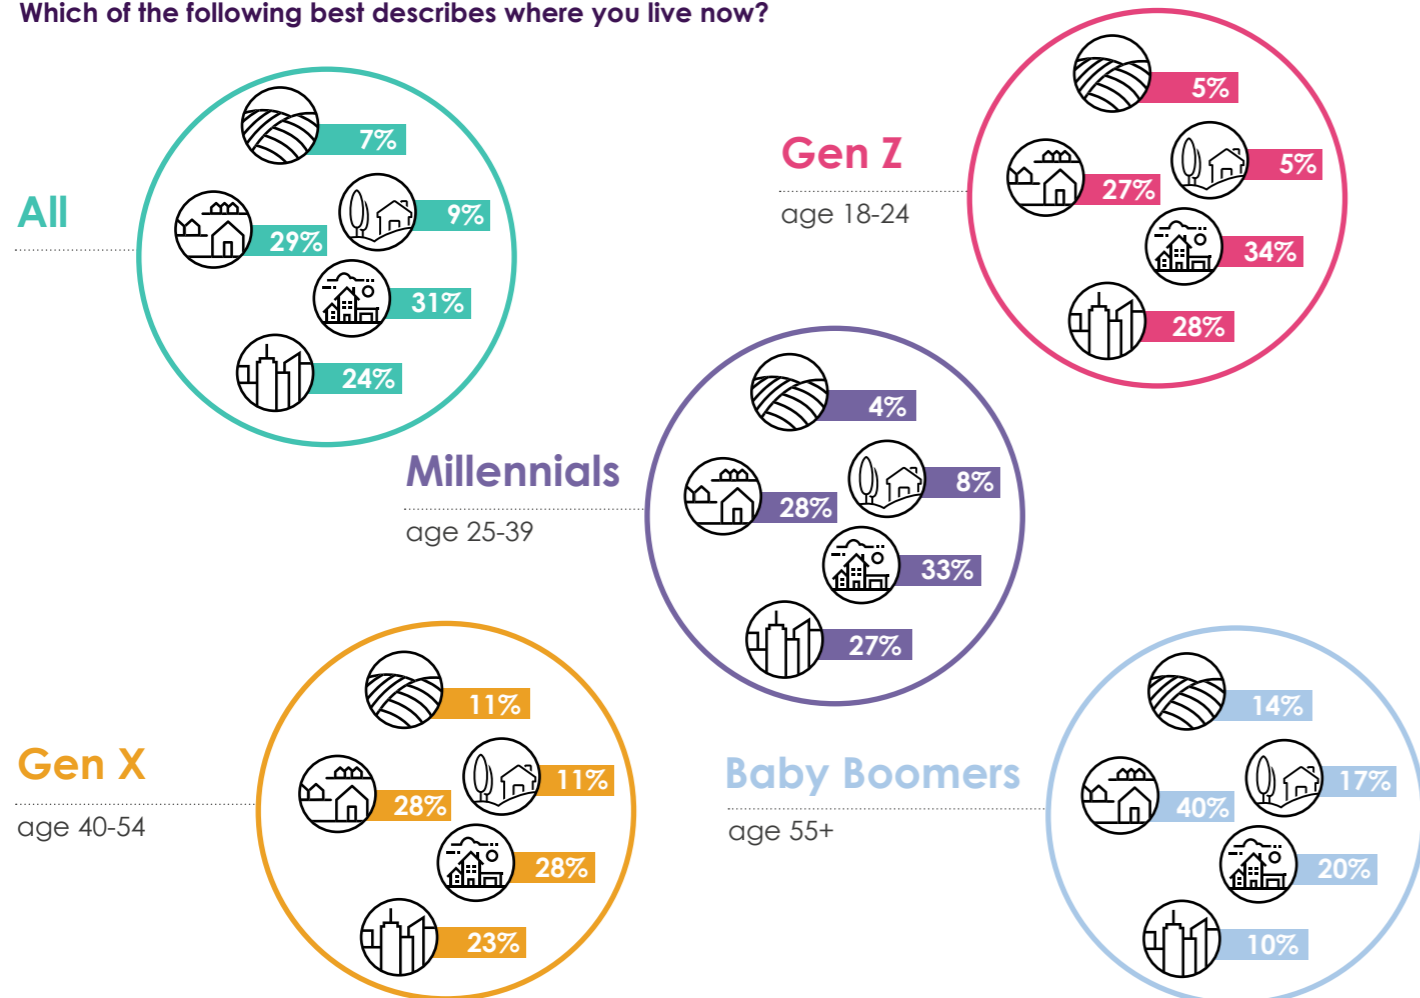 Which of the following best describes where you live now?
All
7%
9%
29%
31%
24%
Gen Z
age 18-24
5%
5%
27%
34%
28%
Millennials
age 25-39
4%
8%
28%
33%
27%
Gen X
age 40-54
11%
11%
28%
28%
23%
Baby Boomers
age 55+
14%
17%
40%
20%
10%